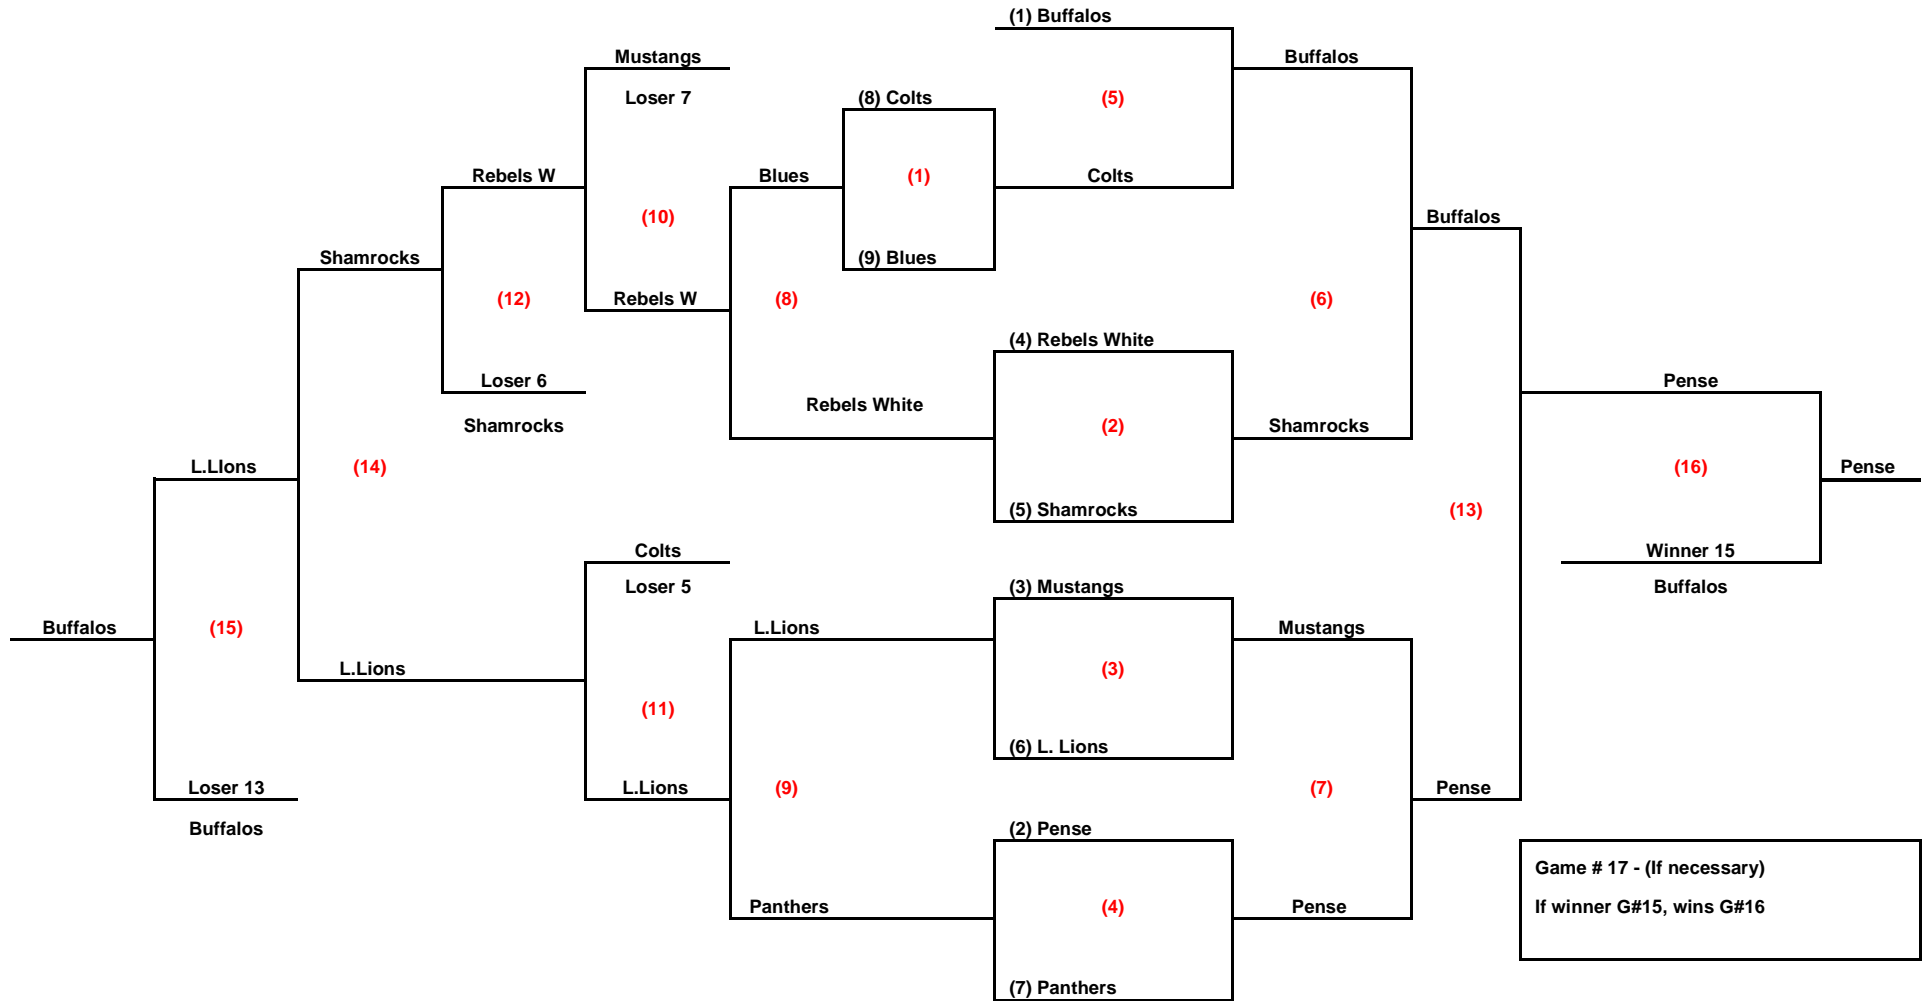 (1) Buffalos
Mustangs
Buffalos
Loser 7
(8) Colts
(5)
Rebels W
Blues
(1)
Colts
(10)
Buffalos
Shamrocks
(9) Blues
(12)
Rebels W
(8)
(6)
(4) Rebels White
Loser 6
Pense
Rebels White
Shamrocks
(2)
Shamrocks
L.LIons
(14)
(16)
Pense
(5) Shamrocks
(13)
Colts
Winner 15
Loser 5
(3) Mustangs
Buffalos
Buffalos
(15)
L.Lions
Mustangs
L.Lions
(3)
(11)
(6) L. Lions
Loser 13
L.Lions
(9)
(7)
Pense
Buffalos
(2) Pense
Game # 17 - (If necessary)
Panthers
(4)
Pense
If winner G#15, wins G#16
(7) Panthers